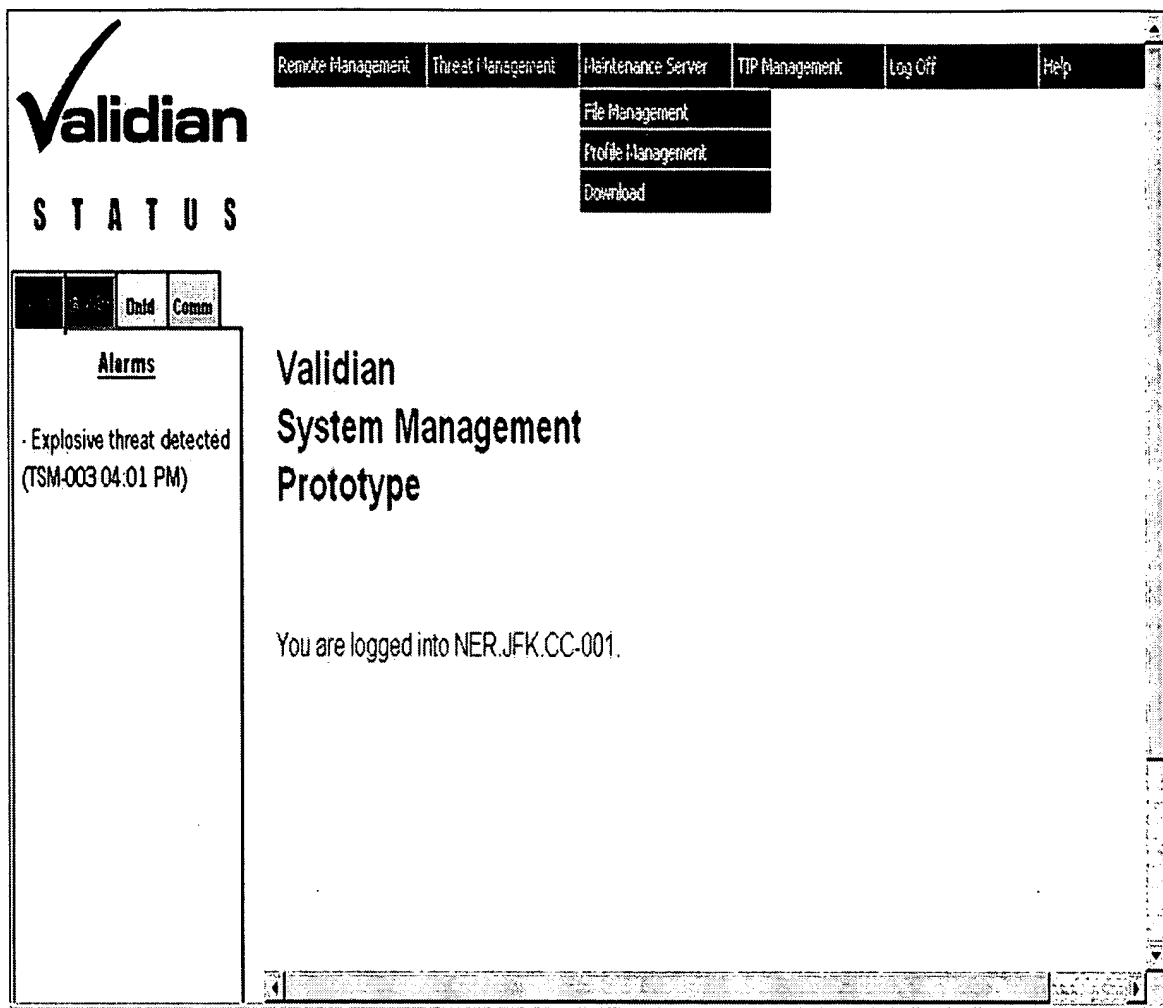 Validian
STATUS
Remote Management Threat Management Maintenance Server TIP Management Log Off Help
File Management
Profile Management
Download
Dnld Comm
Alarms
- Explosive threat detected
(TSM-003 04:01 PM)
Validian
System Management
Prototype
You are logged into NER.JFK.CC-001.